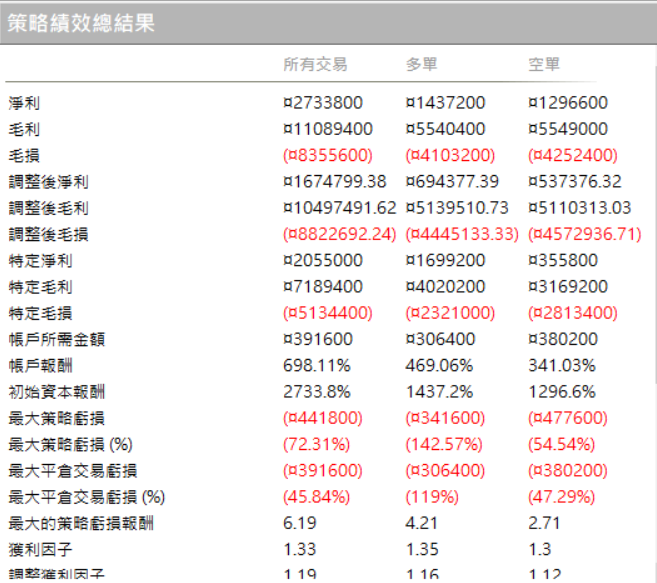 策略績效總結果
所有交易 多單 空單
淨利 ¤2733800 ¤1437200 ¤1296600
毛利 ¤11089400 ¤5540400 ¤5549000
毛損 (¤8355600) (¤4103200) (¤4252400)
調整後淨利 ¤1674799.38 ¤694377.39 ¤537376.32
調整後毛利 ¤10497491.62 ¤5139510.73 ¤5110313.03
調整後毛損 (¤8822692.24) (¤4445133.33) (¤4572936.71)
特定淨利 ¤2055000 ¤1699200 ¤355800
特定毛利 ¤7189400 ¤4020200 ¤3169200
特定毛損 (¤5134400) (¤2321000) (¤2813400)
帳戶所需金額 ¤391600 ¤306400 ¤380200
帳戶報酬 698.11% 469.06% 341.03%
初始資本報酬 2733.8% 1437.2% 1296.6%
最大策略虧損 (¤441800) (¤341600) (¤477600)
最大策略虧損 (%) (72.31%) (142.57%) (54.54%)
最大平倉交易虧損 (¤391600) (¤306400) (¤380200)
最大平倉交易虧損 (%) (45.84%) (119%) (47.29%)
最大的策略虧損報酬 6.19 4.21 2.71
獲利因子 1.33 1.35 1.3
調整獲利因子 1.19 1.16 1.12